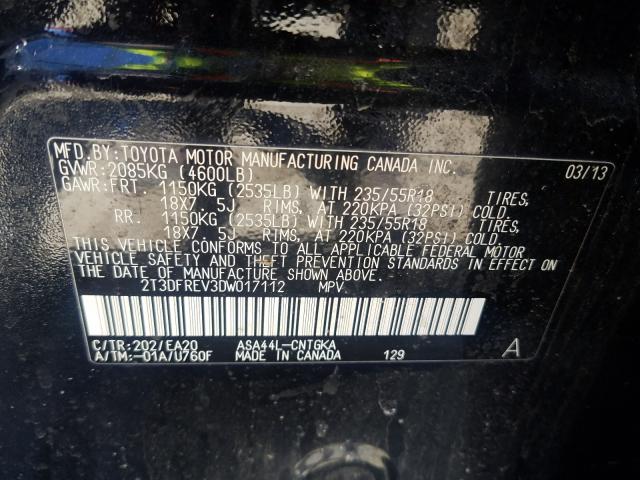 MFD.BY:TOYOTA MOTOR MANUFACTURING CANADA INC. 03/13
GVWR:2085KG (4600LB)
GAWR:FRT. 1150KG (2535LB) WITH 235/55R18 TIRES,
18X7 5J RIMS, AT 220KPA (32PSI) COLD.
RR. 1150KG (2535LB) WITH 235/55R18 TIRES,
18X7 5J RIMS, AT 220KPA (32PSI) COLD.
THIS VEHICLE CONFORMS TO ALL APPLICABLE FEDERAL MOTOR
VEHICLE SAFETY AND THEFT PREVENTION STANDARDS IN EFFECT ON
THE DATE OF MANUFACTURE SHOWN ABOVE.
2T3DFREV3DW017112 MPV.
C/TR:202/EA20 ASA44L-CNTGKA
A/TM:-01A/U760F MADE IN CANADA 129 A